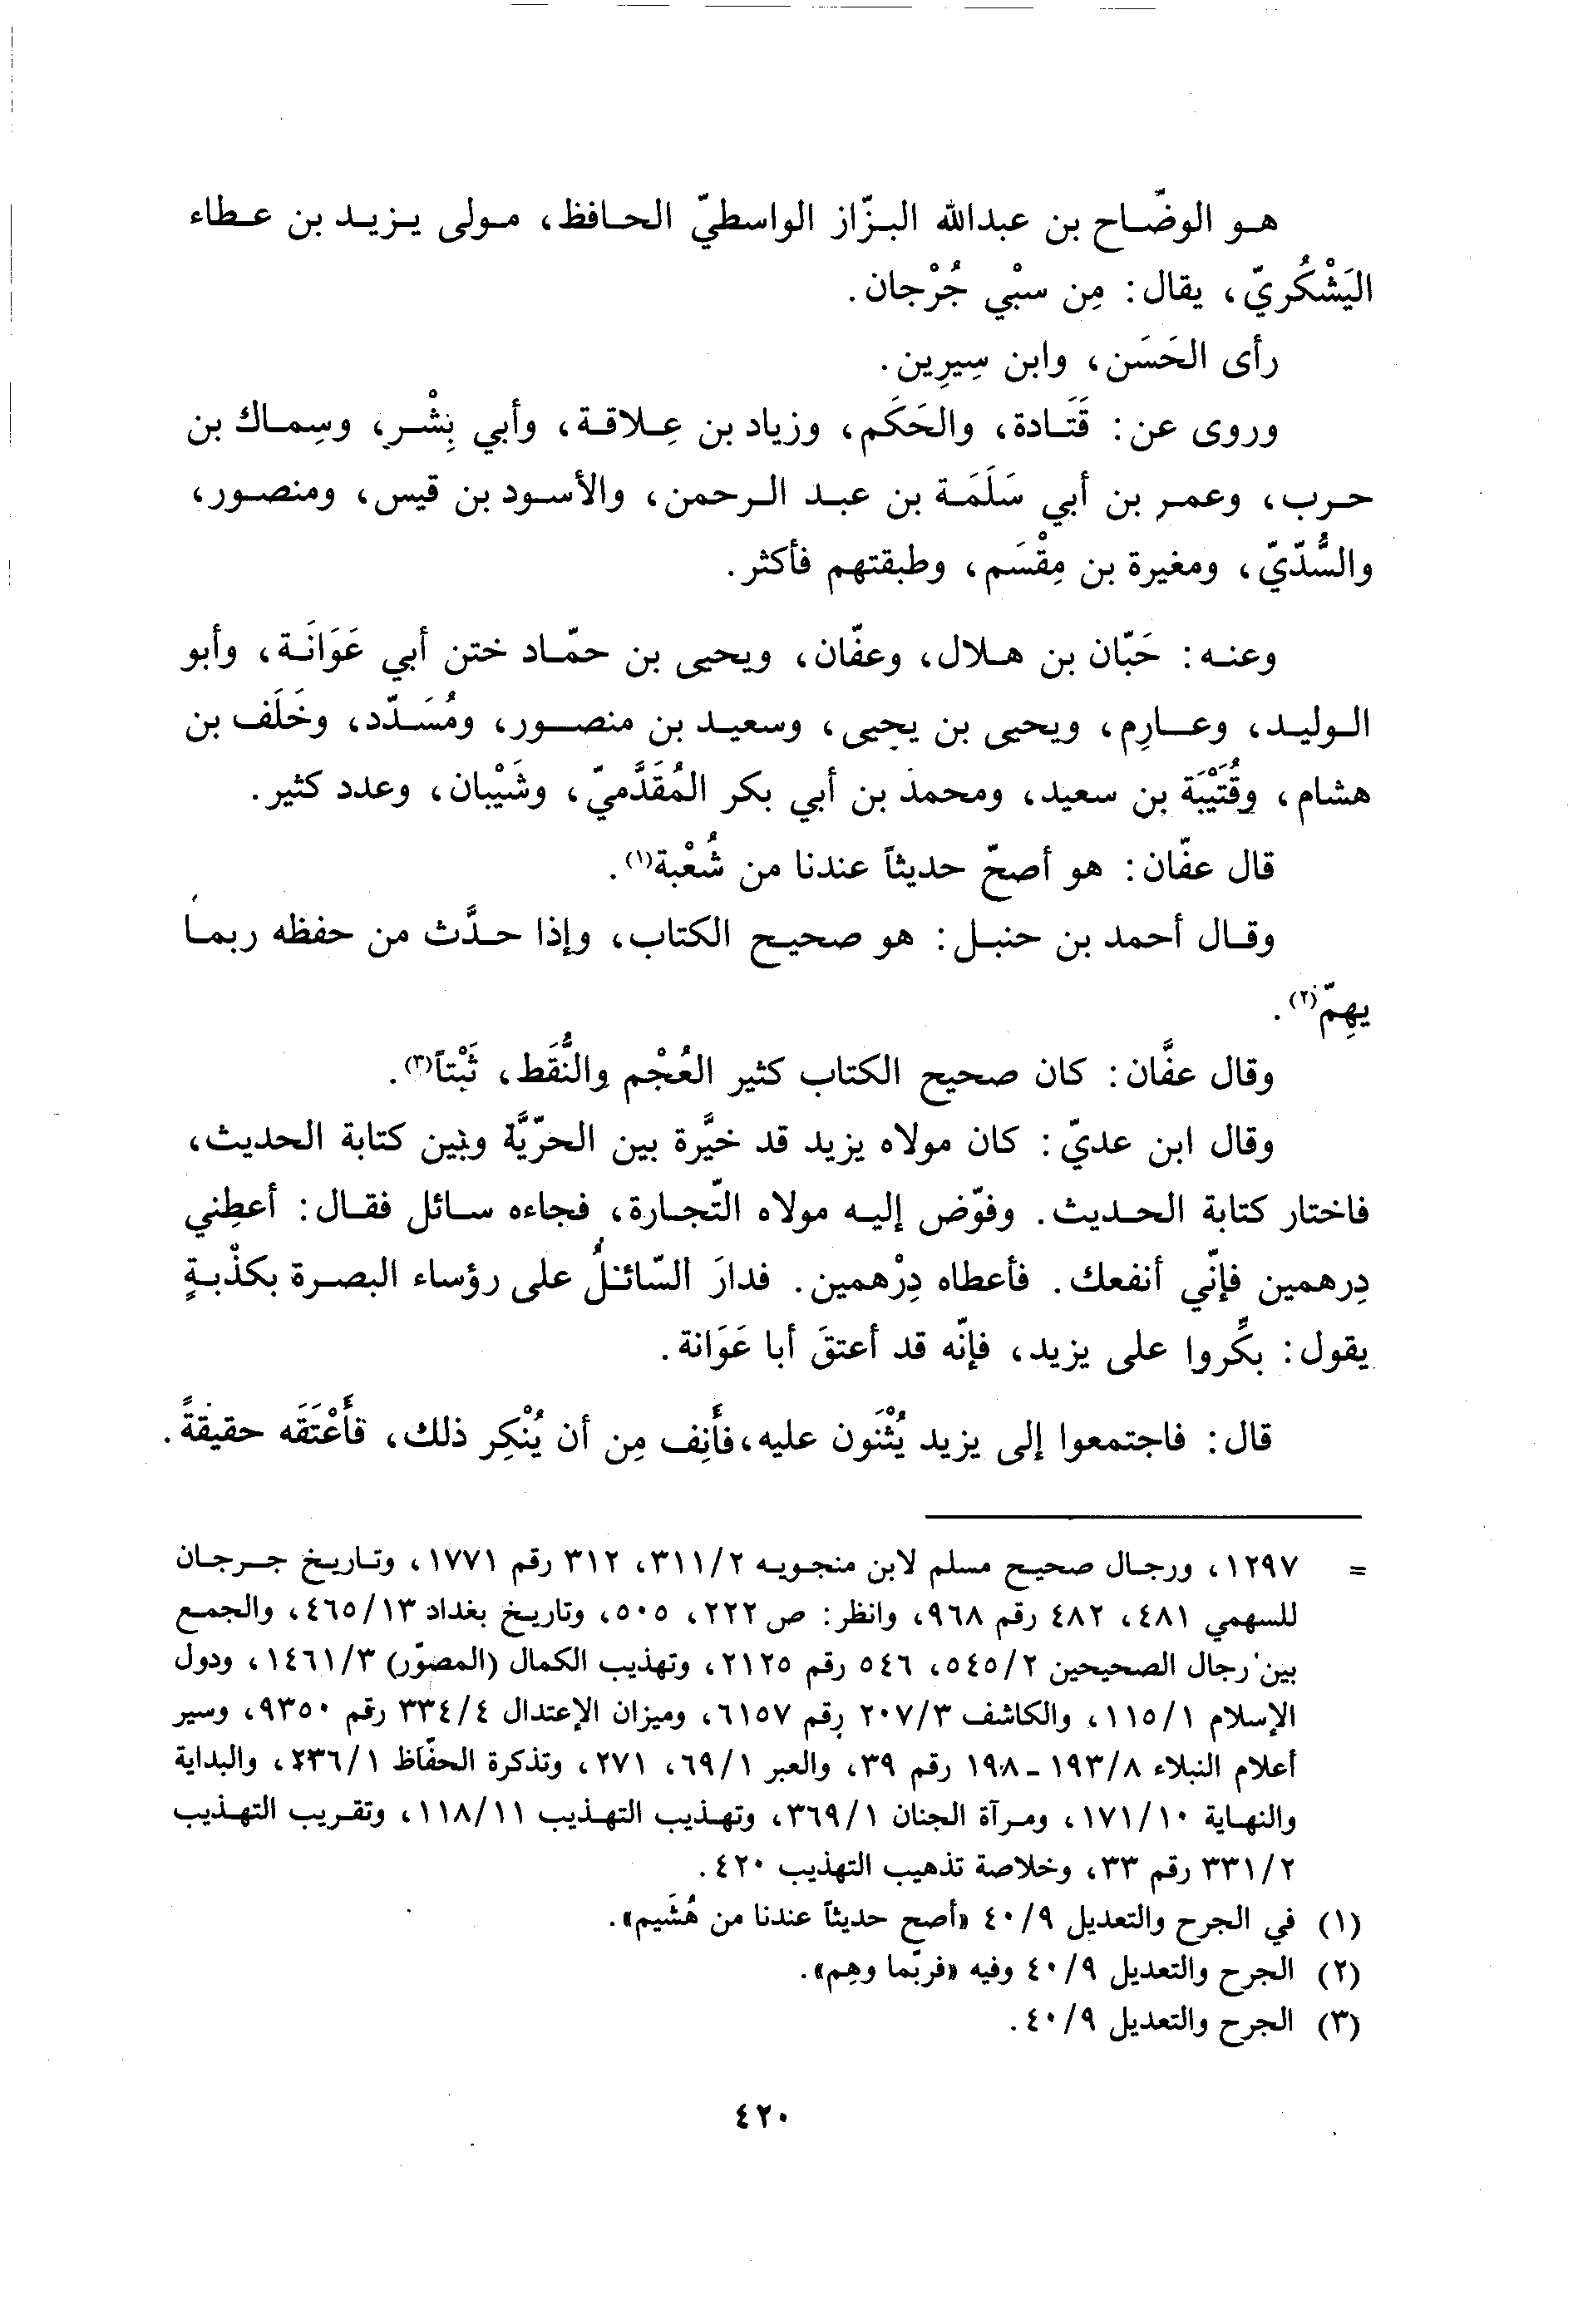 هو الوضّاح بن عبدالله البزّاز الواسطيّ الحافظ، مولى يزيد بن عطاء
اليَشْكُريّ، يقال: مِن سبْي جُرْجان.
رأى الحَسَن، وابن سِيرِين.
وروى عن: قَتَادة، والحَكَم، وزياد بن عِلاقة، وأبي بِشْر، وسِماك بن
حرب، وعمر بن أبي سَلَمَة بن عبد الرحمن، والأسود بن قيس، ومنصور،
والسُّدّيّ، ومغيرة بن مِقْسَم، وطبقتهم فأكثر.
وعنه: حَبّان بن هلال، وعفّان، ويحيى بن حمّاد ختن أبي عَوَانَة، وأبو
الوليد، وعارِم، ويحيى بن يحيى، وسعيد بن منصور، ومُسَدّد، وخَلَف بن
هشام، وقُتَيْبَة بن سعيد، ومحمد بن أبي بكر المُقَدَّميّ، وشَيْبان، وعدد كثير.
قال عفّان: هو أصحّ حديثاً عندنا من شُعْبة(١).
وقال أحمد بن حنبل: هو صحيح الكتاب، وإذا حدَّث من حفظه ربما
يهِمّ(٢).
وقال عفَّان: كان صحيح الكتاب كثير العُجْم والنُّقَط، ثَبْتاً(٣).
وقال ابن عديّ: كان مولاه يزيد قد خيَّرة بين الحرّيَّة وبين كتابة الحديث،
فاختار كتابة الحديث. وفوّض إليه مولاه التّجارة، فجاءه سائل فقال: أعطِني
دِرهمين فإنّي أنفعك. فأعطاه دِرْهمين. فدارَ السّائلُ على رؤساء البصرة بكذْبةٍ
يقول: بكِّروا على يزيد، فإنّه قد أعتقَ أبا عَوَانة.
قال: فاجتمعوا إلى يزيد يُثْنَون عليه، فأَنِف مِن أن يُنْكِر ذلك، فأَعْتَقَه حقيقةً.
= ١٢٩٧، ورجال صحيح مسلم لابن منجويه ٣١١/٢، ٣١٢ رقم ١٧٧١، وتاريخ جرجان
للسهمي ٤٨١، ٤٨٢ رقم ٩٦٨، وانظر: ص ٢٢٢، ٥٠٥، وتاريخ بغداد ٤٦٥/١٣، والجمع
بين رجال الصحيحين ٥٤٥/٢، ٥٤٦ رقم ٢١٢٥، وتهذيب الكمال (المصوّر) ١٤٦١/٣، ودول
الإسلام ١١٥/١، والكاشف ٢٠٧/٣ رقم ٦١٥٧، وميزان الإعتدال ٣٣٤/٤ رقم ٩٣٥٠، وسير
أعلام النبلاء ١٩٣/٨ - ١٩٨ رقم ٣٩، والعبر ٦٩/١، ٢٧١، وتذكرة الحفّاظ ٢٣٦/١، والبداية
والنهاية ١٧١/١٠، ومرآة الجنان ٣٦٩/١، وتهذيب التهذيب ١١٨/١١، وتقريب التهذيب
٣٣١/٢ رقم ٣٣، وخلاصة تذهيب التهذيب ٤٢٠.
(١) في الجرح والتعديل ٤٠/٩ «أصح حديثاً عندنا من هُشَيم».
(٢) الجرح والتعديل ٤٠/٩ وفيه «فربّما وهِم».
(٣) الجرح والتعديل ٤٠/٩.
٤٢٠